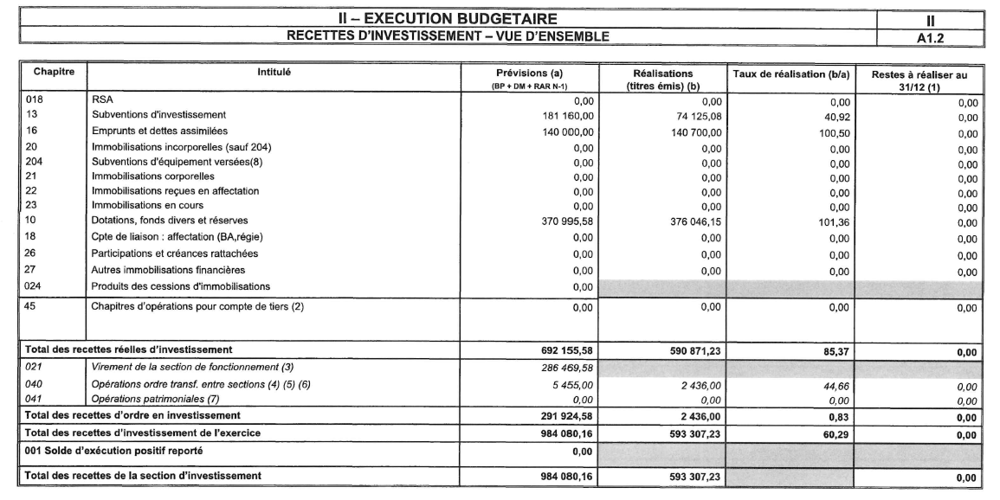 II – EXECUTION BUDGETAIRE II
RECETTES D'INVESTISSEMENT – VUE D'ENSEMBLE A1.2
Chapitre Intitulé Prévisions (a) Réalisations Taux de réalisation (b/a) Restes à réaliser au
(BP + DM + RAR N-1) (titres émis) (b) 31/12 (1)
018 RSA 0,00 0,00 0,00 0,00
13 Subventions d'investissement 181 160,00 74 125,08 40,92 0,00
16 Emprunts et dettes assimilées 140 000,00 140 700,00 100,50 0,00
20 Immobilisations incorporelles (sauf 204) 0,00 0,00 0,00 0,00
204 Subventions d'équipement versées(8) 0,00 0,00 0,00 0,00
21 Immobilisations corporelles 0,00 0,00 0,00 0,00
22 Immobilisations reçues en affectation 0,00 0,00 0,00 0,00
23 Immobilisations en cours 0,00 0,00 0,00 0,00
10 Dotations, fonds divers et réserves 370 995,58 376 046,15 101,36 0,00
18 Cpte de liaison : affectation (BA,régie) 0,00 0,00 0,00 0,00
26 Participations et créances rattachées 0,00 0,00 0,00 0,00
27 Autres immobilisations financières 0,00 0,00 0,00 0,00
024 Produits des cessions d'immobilisations 0,00
45 Chapitres d'opérations pour compte de tiers (2) 0,00 0,00 0,00 0,00
Total des recettes réelles d'investissement 692 155,58 590 871,23 85,37 0,00
021 Virement de la section de fonctionnement (3) 286 469,58
040 Opérations ordre transf. entre sections (4) (5) (6) 5 455,00 2 436,00 44,66 0,00
041 Opérations patrimoniales (7) 0,00 0,00 0,00 0,00
Total des recettes d'ordre en investissement 291 924,58 2 436,00 0,83 0,00
Total des recettes d'investissement de l'exercice 984 080,16 593 307,23 60,29 0,00
001 Solde d'exécution positif reporté 0,00
Total des recettes de la section d'investissement 984 080,16 593 307,23 0,00